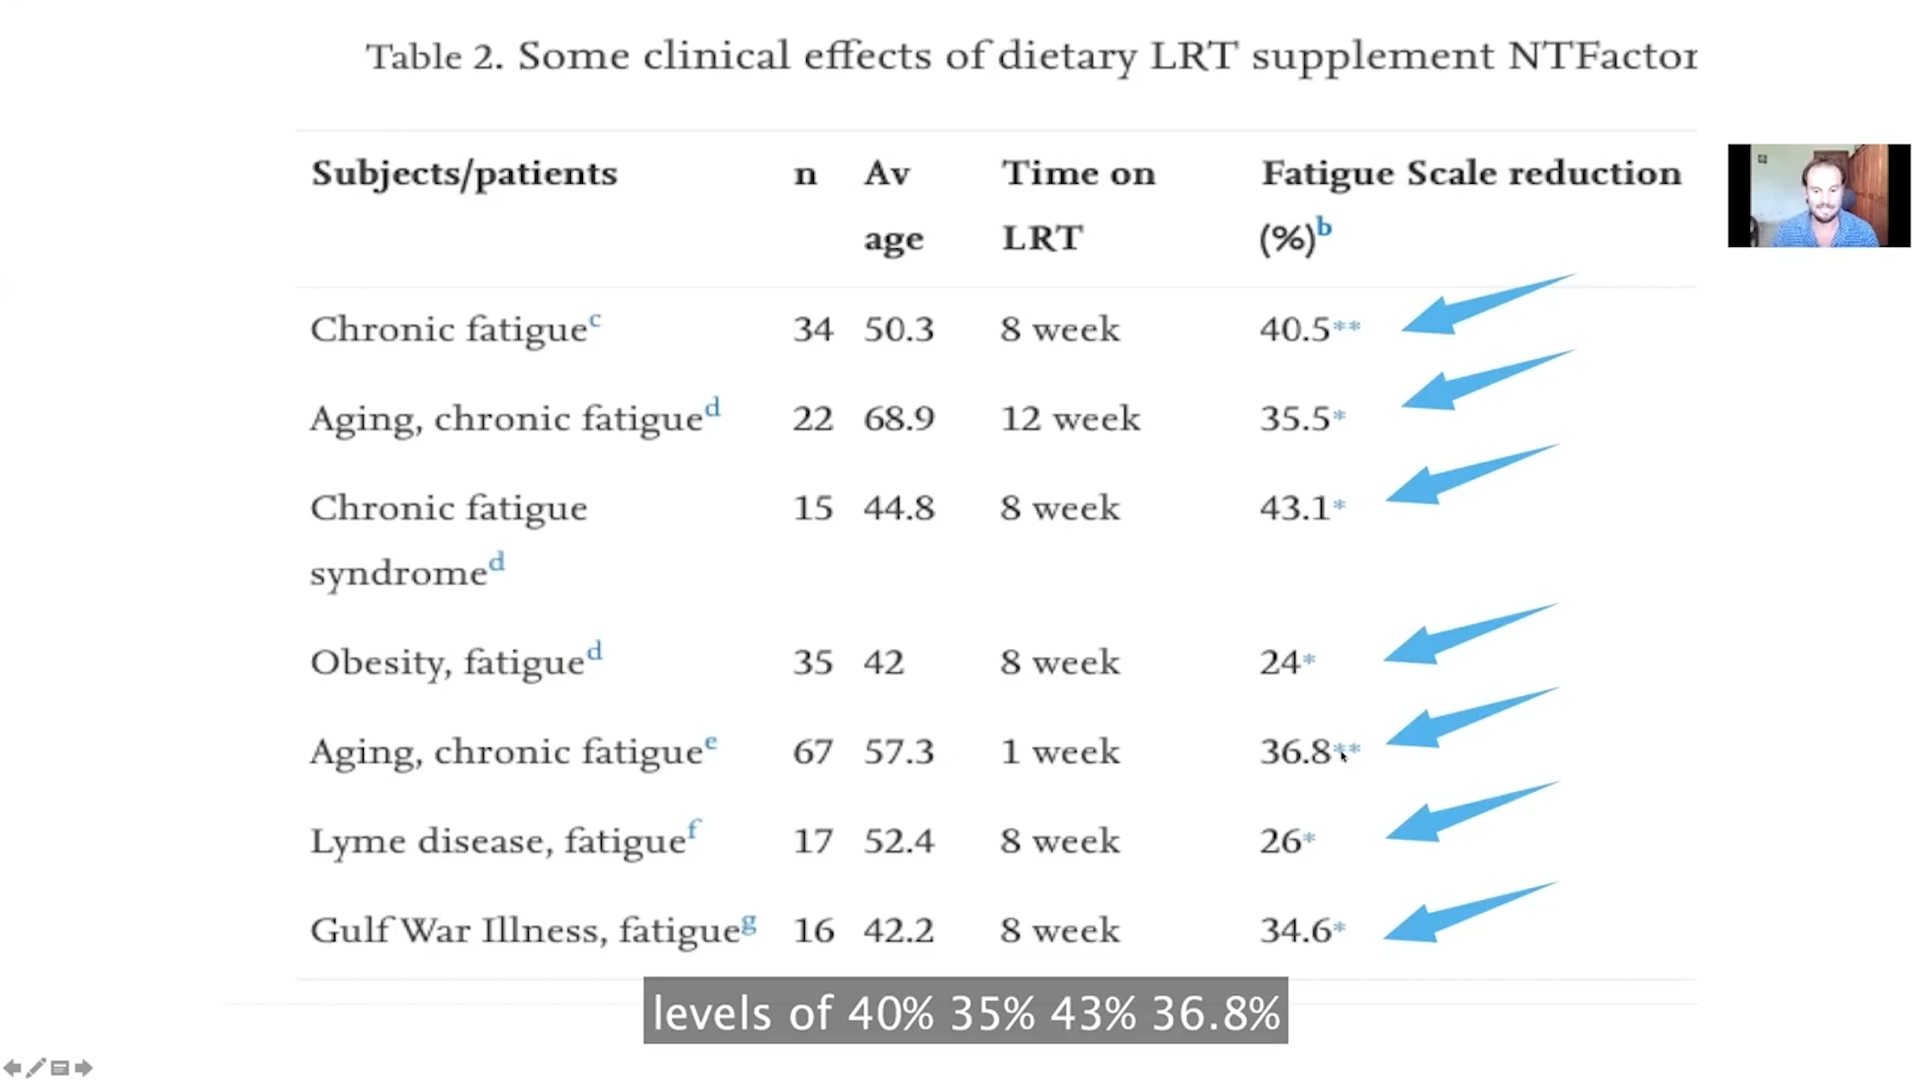 Table 2. Some clinical effects of dietary LRT supplement NTFactor
Subjects/patients n Av age Time on LRT Fatigue Scale reduction (%)b
Chronic fatiguec 34 50.3 8 week 40.5**
Aging, chronic fatigued 22 68.9 12 week 35.5*
Chronic fatigue syndromed 15 44.8 8 week 43.1*
Obesity, fatigued 35 42 8 week 24*
Aging, chronic fatiguee 67 57.3 1 week 36.8**
Lyme disease, fatiguef 17 52.4 8 week 26*
Gulf War Illness, fatigueg 16 42.2 8 week 34.6*
levels of 40% 35% 43% 36.8%